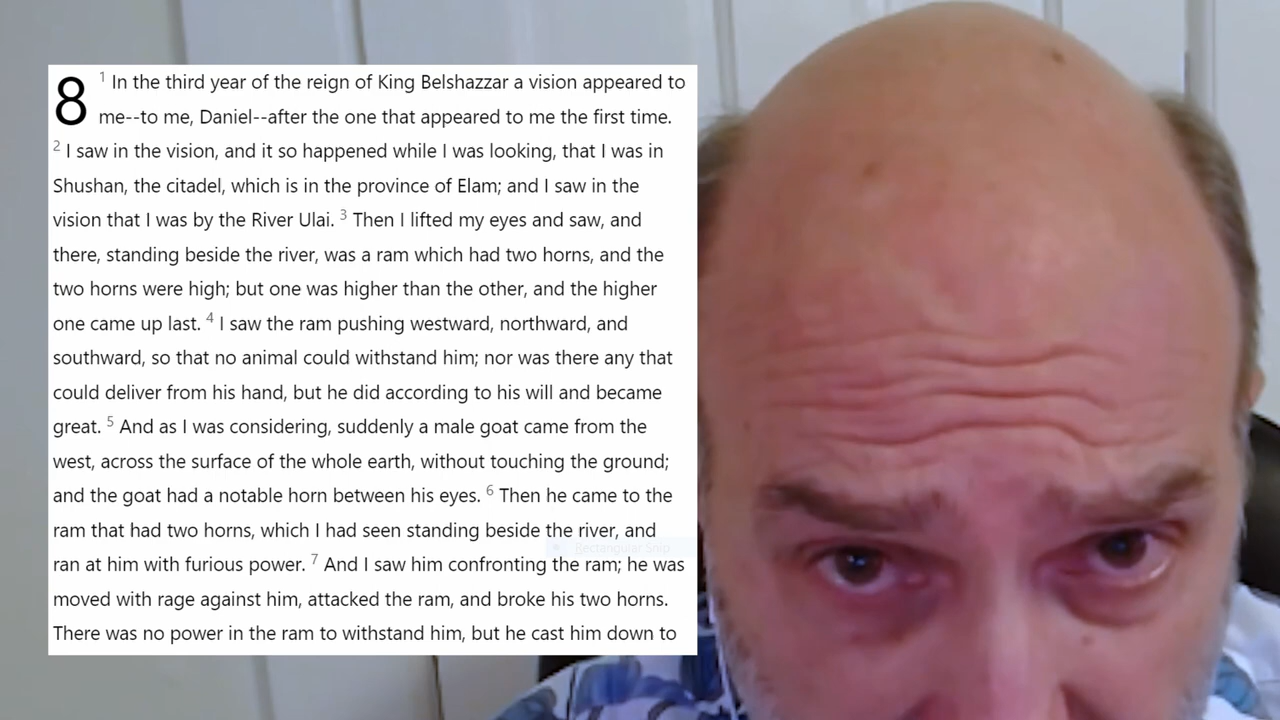 8 1 In the third year of the reign of King Belshazzar a vision appeared to
me--to me, Daniel--after the one that appeared to me the first time.
2 I saw in the vision, and it so happened while I was looking, that I was in
Shushan, the citadel, which is in the province of Elam; and I saw in the
vision that I was by the River Ulai. 3 Then I lifted my eyes and saw, and
there, standing beside the river, was a ram which had two horns, and the
two horns were high; but one was higher than the other, and the higher
one came up last. 4 I saw the ram pushing westward, northward, and
southward, so that no animal could withstand him; nor was there any that
could deliver from his hand, but he did according to his will and became
great. 5 And as I was considering, suddenly a male goat came from the
west, across the surface of the whole earth, without touching the ground;
and the goat had a notable horn between his eyes. 6 Then he came to the
ram that had two horns, which I had seen standing beside the river, and
Rectangular Snip
ran at him with furious power. 7 And I saw him confronting the ram; he was
moved with rage against him, attacked the ram, and broke his two horns.
There was no power in the ram to withstand him, but he cast him down to